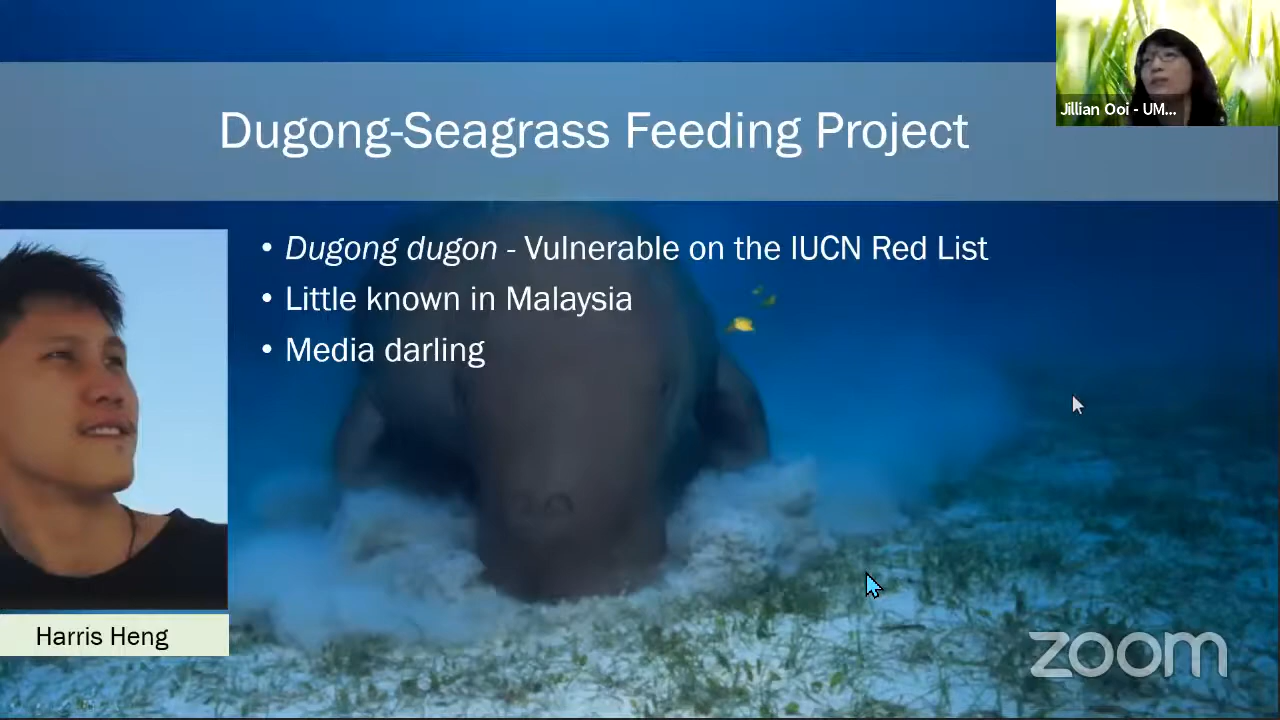 Dugong-Seagrass Feeding Project
Jillian Ooi - UM...
• Dugong dugon - Vulnerable on the IUCN Red List
• Little known in Malaysia
• Media darling
Harris Heng
zoom